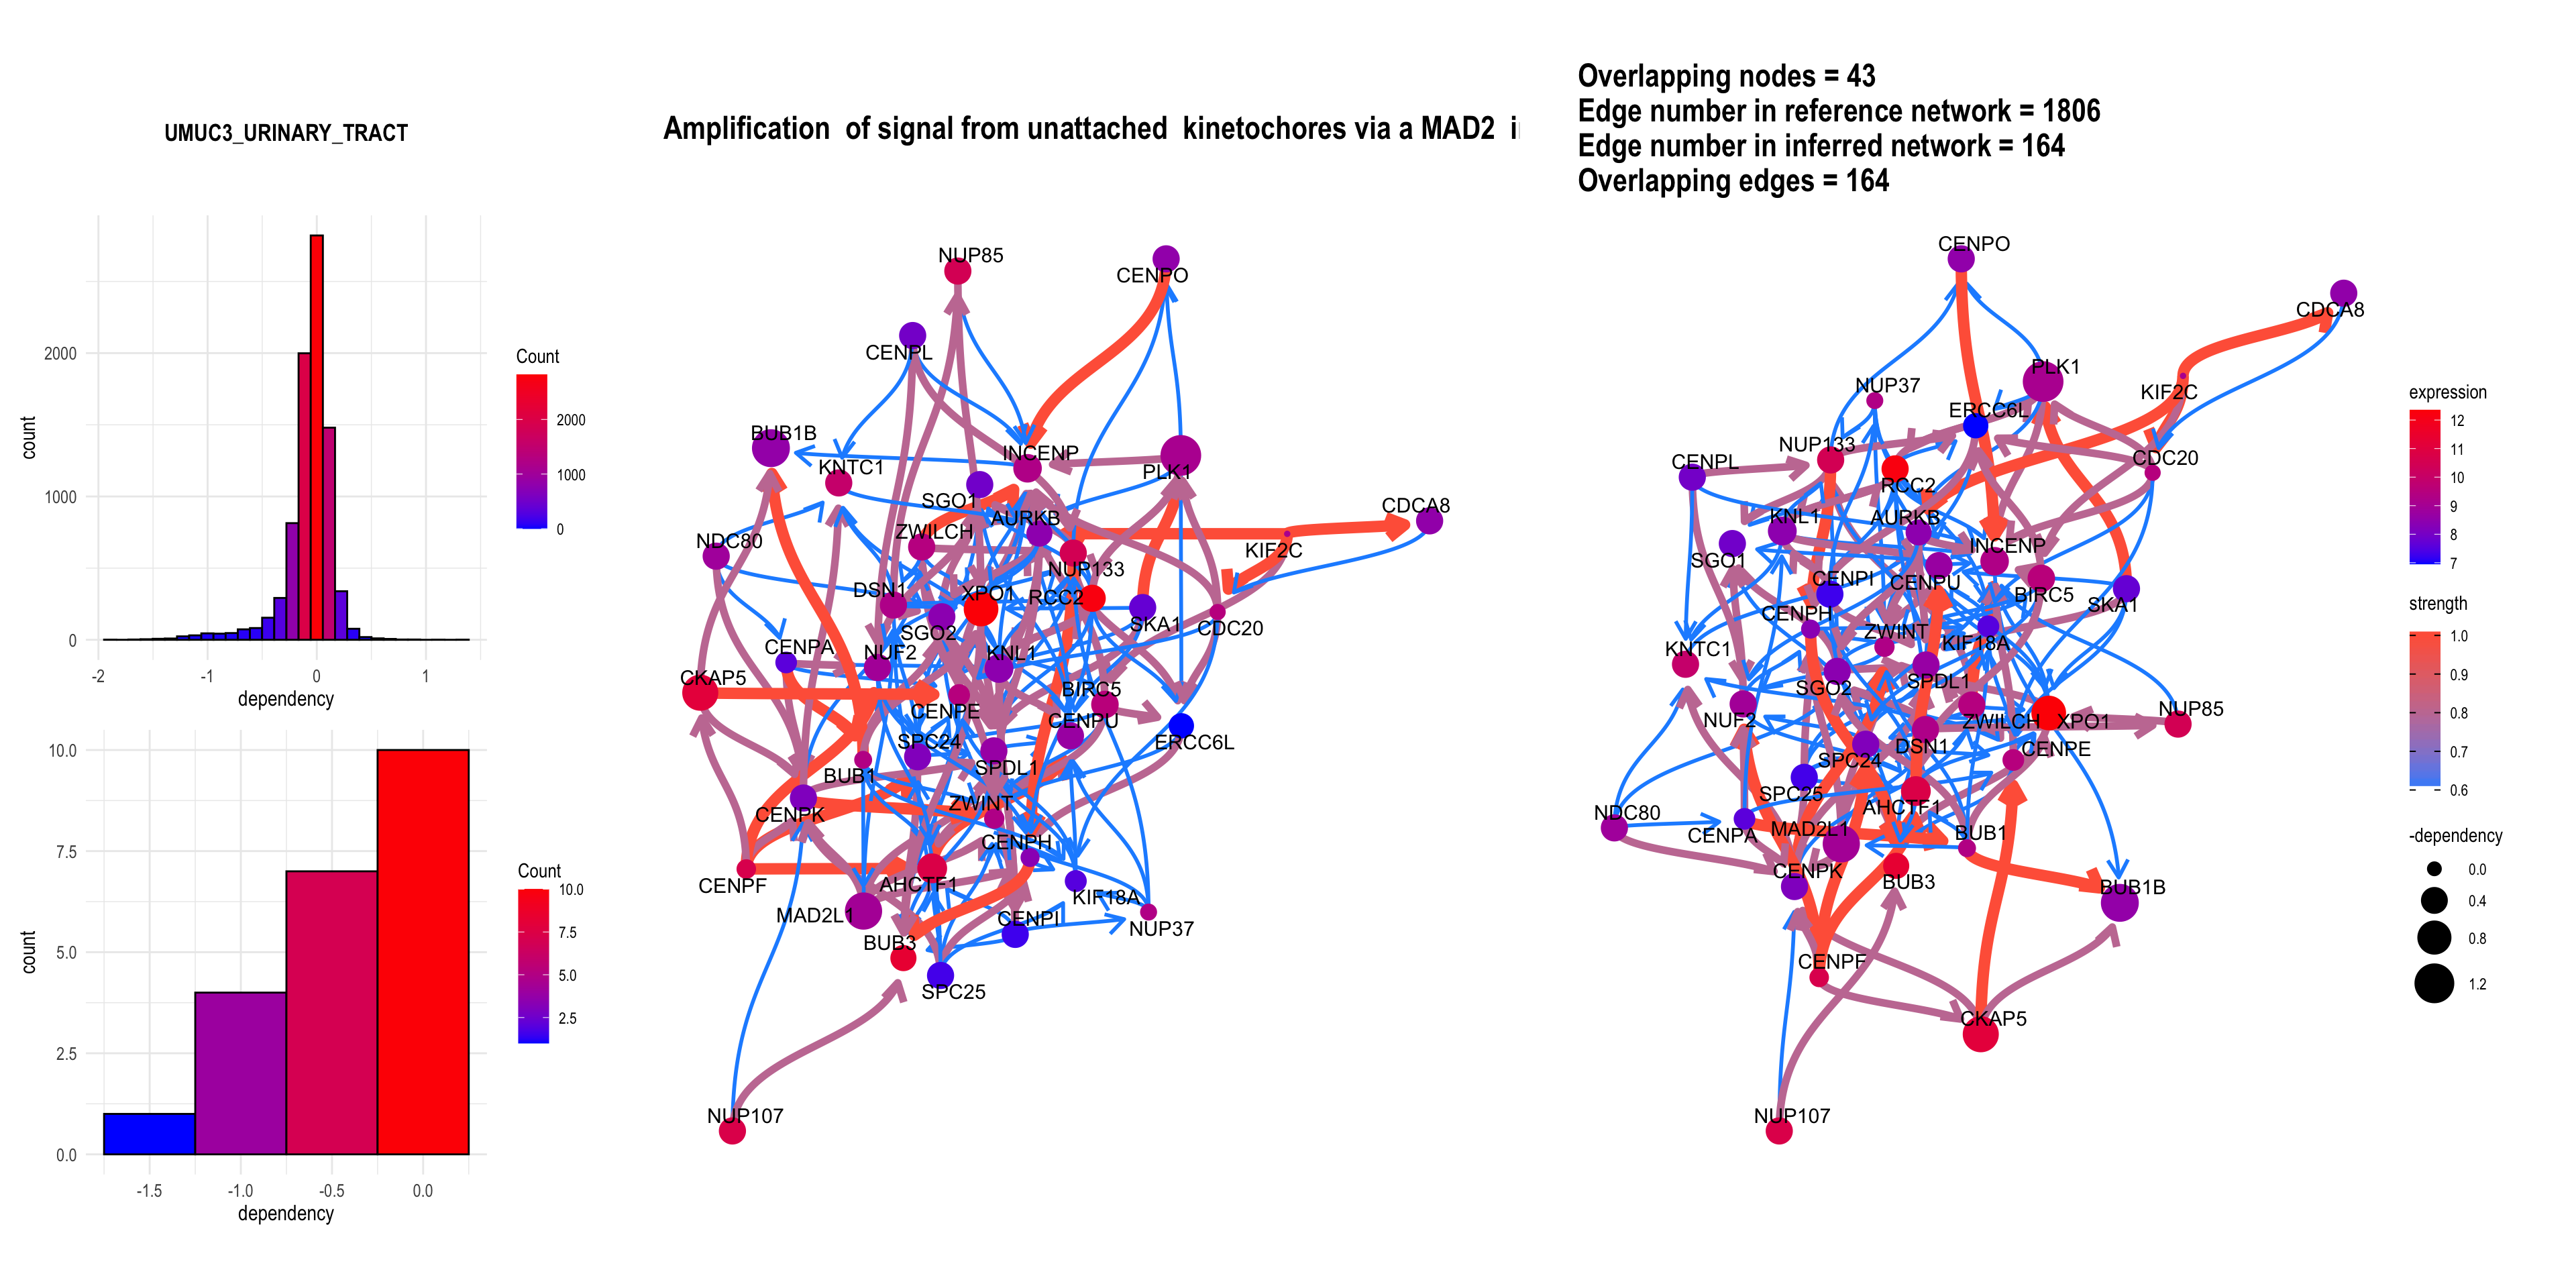 UMUC3_URINARY_TRACT
count
2000
1000
0
-2
-1
0
1
dependency
Count
2000
1000
0
count
10.0
7.5
5.0
2.5
0.0
-1.5
-1.0
-0.5
0.0
dependency
Count
10.0
7.5
5.0
2.5
Amplification of signal from unattached kinetochores via a MAD2
NUP85
CENPO
CENPL
BUB1B
KNTC1
INCENP
PLK1
SGO1
CDCA8
AURKB
ZWILCH
NDC80
KIF2C
NUP133
DSN1
XPO1
RCC2
SGO2
SKA1
CDC20
CENPA
NUF2
KNL1
CKAP5
BIRC5
CENPE
CENPU
SPC24
ERCC6L
BUB1
SPDL1
CENPK
ZWINT
CENPH
CENPF
AHCTF1
KIF18A
MAD2L1
CENPI
NUP37
BUB3
SPC25
NUP107
Overlapping nodes = 43
Edge number in reference network = 1806
Edge number in inferred network = 164
Overlapping edges = 164
CENPO
CDCA8
PLK1
NUP37
KIF2C
ERCC6L
NUP133
CENPL
CDC20
RCC2
KNL1
AURKB
INCENP
SGO1
CENPI
CENPU
BIRC5
SKA1
CENPH
ZWINT
KIF18A
KNTC1
SGO2
SPDL1
NUF2
ZWILCH
XPO1
NUP85
DSN1
CENPE
SPC24
SPC25
AHCTF1
NDC80
CENPA
MAD2L1
BUB1
CENPK
BUB3
BUB1B
CENPF
CKAP5
NUP107
expression
12
11
10
9
8
7
strength
1.0
0.9
0.8
0.7
0.6
-dependency
0.0
0.4
0.8
1.2